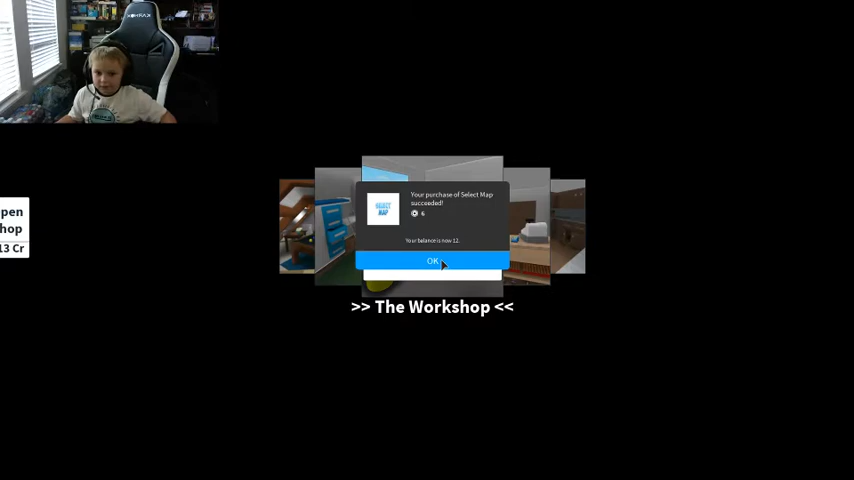 pen
hop
13 Cr
SELECT
MAP
Your purchase of Select Map
succeeded!
6
Your balance is now 12.
OK
>> The Workshop <<